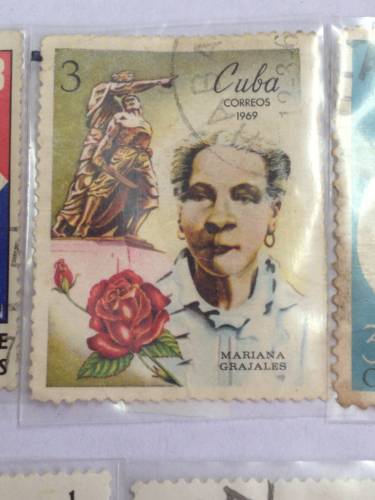 3
Cuba
CORREOS
1969
MARIANA
GRAJALES